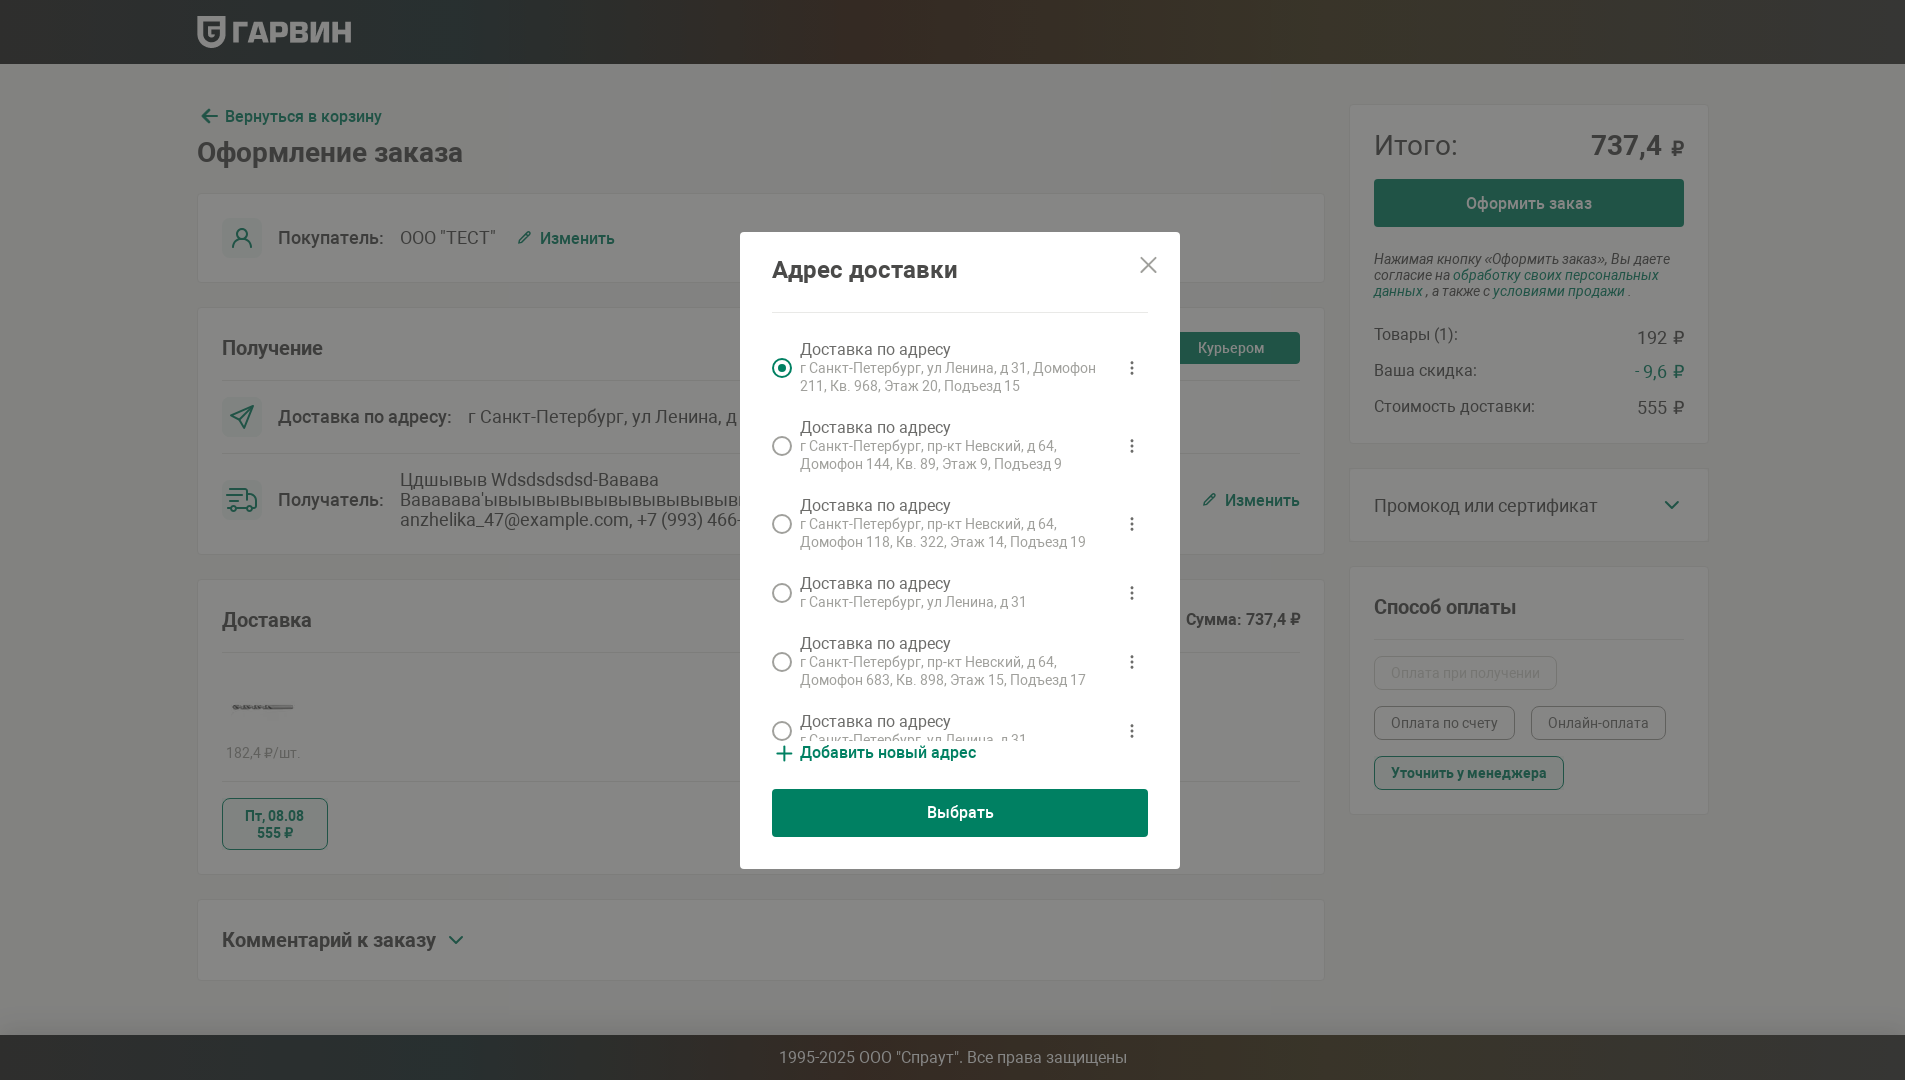 ГАРВИН
Вернуться в корзину
Оформление заказа
Покупатель:
ООО "ТЕСТ"
Изменить
Получение
Курьером
Доставка по адресу:
г Санкт-Петербург, ул Ленина, д
Получатель:
Цдшывыв Wdsdsdsdsd-Вавава
Вававава'ывыывывывывывывывывыв
anzhelika_47@example.com, +7 (993) 466-
Изменить
Доставка
Сумма: 737,4 ₽
182,4 ₽/шт.
Пт, 08.08
555 ₽
Комментарий к заказу
Адрес доставки
Доставка по адресу
г Санкт-Петербург, ул Ленина, д 31, Домофон
211, Кв. 968, Этаж 20, Подъезд 15
Доставка по адресу
г Санкт-Петербург, пр-кт Невский, д 64,
Домофон 144, Кв. 89, Этаж 9, Подъезд 9
Доставка по адресу
г Санкт-Петербург, пр-кт Невский, д 64,
Домофон 118, Кв. 322, Этаж 14, Подъезд 19
Доставка по адресу
г Санкт-Петербург, ул Ленина, д 31
Доставка по адресу
г Санкт-Петербург, пр-кт Невский, д 64,
Домофон 683, Кв. 898, Этаж 15, Подъезд 17
Доставка по адресу
г Санкт-Петербург, ул Ленина, д 31
Добавить новый адрес
Выбрать
Итого:
737,4 ₽
Оформить заказ
Нажимая кнопку «Оформить заказ», Вы даете
согласие на обработку своих персональных
данных , а также с условиями продажи .
Товары (1):
192 ₽
Ваша скидка:
- 9,6 ₽
Стоимость доставки:
555 ₽
Промокод или сертификат
Способ оплаты
Оплата при получении
Оплата по счету
Онлайн-оплата
Уточнить у менеджера
1995-2025 ООО "Спраут". Все права защищены